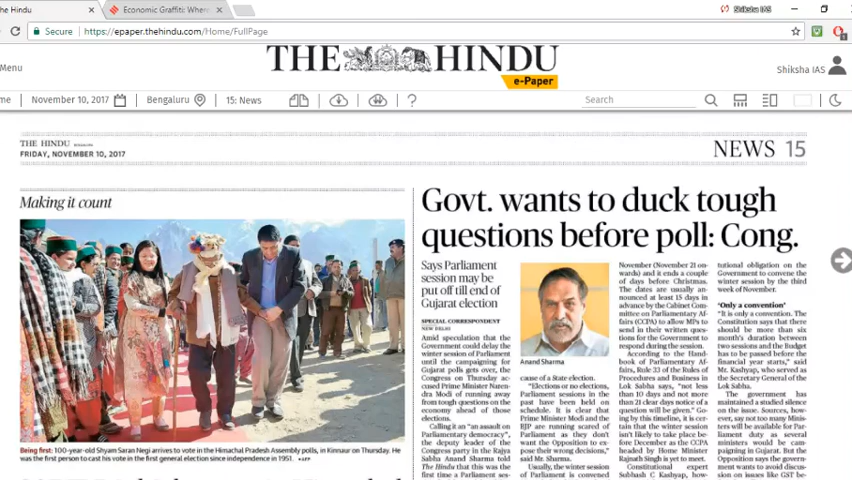 The Hindu
Economic Graffiti: Where
Shiksha IAS
Secure
https://epaper.thehindu.com/Home/FullPage
THE HINDU
e-Paper
Menu
Shiksha IAS
me
November 10, 2017
Bengaluru
15: News
?
Search
THE HINDU BENGALURU
FRIDAY, NOVEMBER 10, 2017
NEWS 15
Making it count
Being first: 100-year-old Shyam Saran Negi arrives to vote in the Himachal Pradesh Assembly polls, in Kinnaur on Thursday. He
was the first person to cast his vote in the first general election since independence in 1951. •AFP
Govt. wants to duck tough
questions before poll: Cong.
Says Parliament
session may be
put off till end of
Gujarat election
SPECIAL CORRESPONDENT
NEW DELHI
Amid speculation that the
Government could delay the
winter session of Parliament
until the campaigning for
Gujarat polls gets over, the
Congress on Thursday ac-
cused Prime Minister Naren-
dra Modi of running away
from tough questions on the
economy ahead of those
elections.
Calling it "an assault on
Parliamentary democracy",
the deputy leader of the
Congress party in the Rajya
Sabha Anand Sharma told
The Hindu that this was the
first time a Parliament ses-
Anand Sharma
cause of a State election.
"Elections or no elections,
Parliament sessions in the
past have been held on
schedule. It is clear that
Prime Minister Modi and the
BJP are running scared of
Parliament as they don't
want the Opposition to ex-
pose their wrong decisions,"
said Mr. Sharma.
Usually, the winter session
of Parliament is convened
November (November 21 on-
wards) and it ends a couple
of days before Christmas.
The dates are usually an-
nounced at least 15 days in
advance by the Cabinet Com-
mittee on Parliamentary Af-
fairs (CCPA) to allow MPs to
send in their written ques-
tions for the Government to
respond during the session.
According to the Hand-
book of Parliamentary Af-
fairs, Rule 33 of the Rules of
Procedures and Business in
Lok Sabha says, "not less
than 10 days and not more
than 21 clear days notice of a
question will be given." Go-
ing by this timeline, it is cer-
tain that the winter session
isn't likely to take place be-
fore December as the CCPA
headed by Home Minister
Rajnath Singh is yet to meet.
Constitutional expert
Subhash C Kashyap, how-
tutional obligation on the
Government to convene the
winter session by the third
week of November.
"Only a convention"
"It is only a convention. The
Constitution says that there
should be no more than six
month's duration between
two sessions and the Budget
has to be passed before the
financial year starts," said
Mr. Kashyap, who served as
the Secretary General of the
Lok Sabha.
The government has
maintained a studied silence
on the issue. Sources, how-
ever, say not too many Minis-
ters will be available for Par-
liament duty as several
ministers would be cam-
paigning in Gujarat. But the
Opposition says the govern-
ment wants to avoid discus-
sion on issues like GST be-